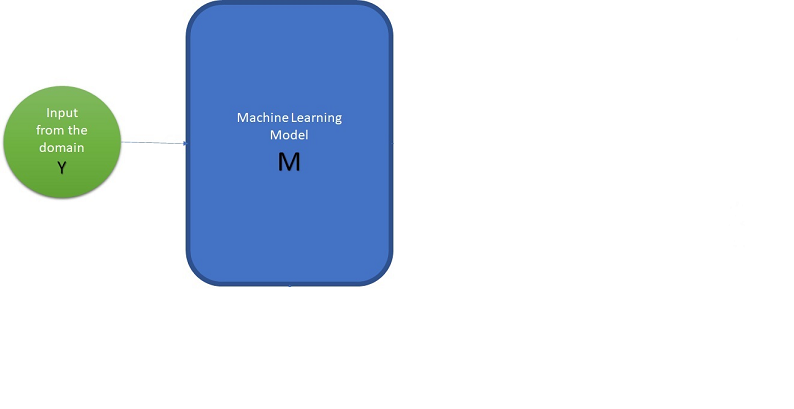 Input
from the
domain
Y
Machine Learning
Model
M